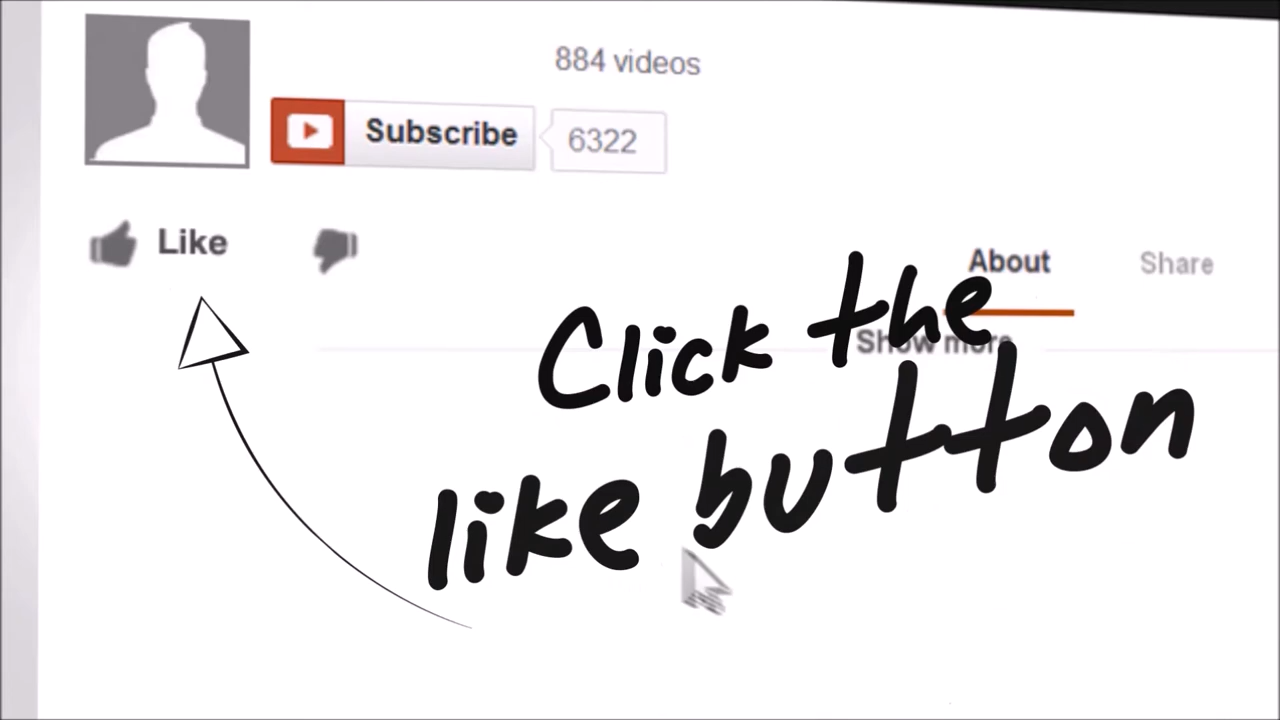 884 videos
Subscribe 6322
Like
About Share
Show more
Click the
like button